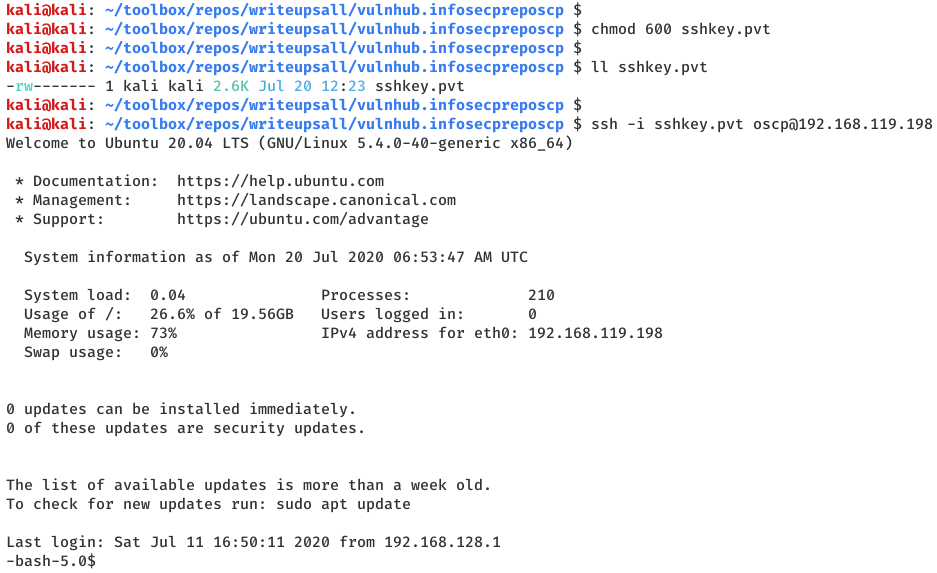 kali@kali: ~/toolbox/repos/writeupsall/vulnhub.infosecpreposcp $
kali@kali: ~/toolbox/repos/writeupsall/vulnhub.infosecpreposcp $ chmod 600 sshkey.pvt
kali@kali: ~/toolbox/repos/writeupsall/vulnhub.infosecpreposcp $
kali@kali: ~/toolbox/repos/writeupsall/vulnhub.infosecpreposcp $ ll sshkey.pvt
-rw------- 1 kali kali 2.6K Jul 20 12:23 sshkey.pvt
kali@kali: ~/toolbox/repos/writeupsall/vulnhub.infosecpreposcp $
kali@kali: ~/toolbox/repos/writeupsall/vulnhub.infosecpreposcp $ ssh -i sshkey.pvt oscp@192.168.119.198
Welcome to Ubuntu 20.04 LTS (GNU/Linux 5.4.0-40-generic x86_64)

 * Documentation:  https://help.ubuntu.com
 * Management:     https://landscape.canonical.com
 * Support:        https://ubuntu.com/advantage

  System information as of Mon 20 Jul 2020 06:53:47 AM UTC

  System load:  0.04               Processes:             210
  Usage of /:   26.6% of 19.56GB   Users logged in:       0
  Memory usage: 73%                IPv4 address for eth0: 192.168.119.198
  Swap usage:   0%

0 updates can be installed immediately.
0 of these updates are security updates.

The list of available updates is more than a week old.
To check for new updates run: sudo apt update

Last login: Sat Jul 11 16:50:11 2020 from 192.168.128.1
-bash-5.0$